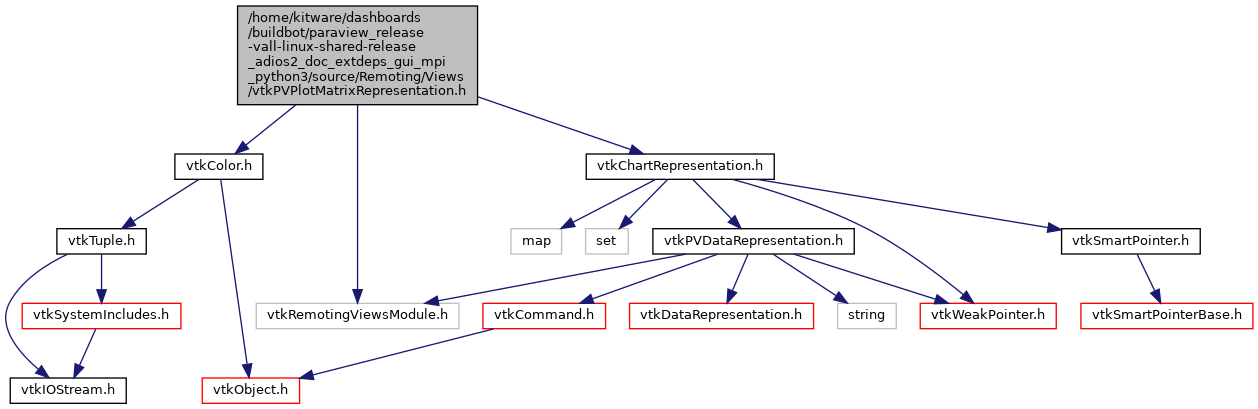 /home/kitware/dashboards
/buildbot/paraview_release
-vall-linux-shared-release
_adios2_doc_extdeps_gui_mpi
_python3/source/Remoting/Views
/vtkPVPlotMatrixRepresentation.h
vtkColor.h
vtkChartRepresentation.h
vtkTuple.h
map
set
vtkPVDataRepresentation.h
vtkSmartPointer.h
vtkSystemIncludes.h
vtkRemotingViewsModule.h
vtkCommand.h
vtkDataRepresentation.h
string
vtkWeakPointer.h
vtkSmartPointerBase.h
vtkIOStream.h
vtkObject.h